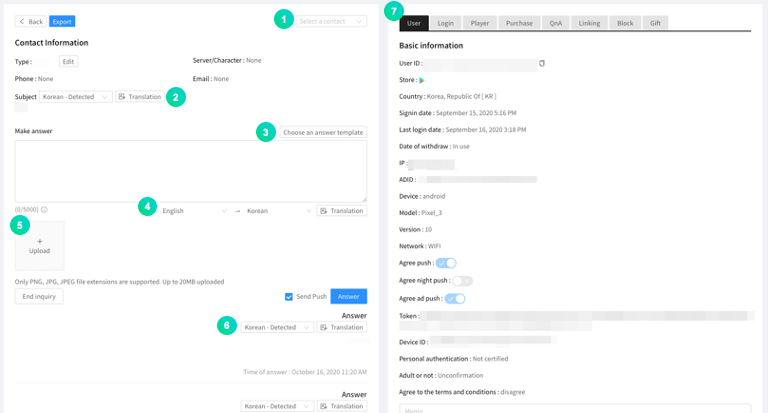 Back
Export
1
Select a contact
Contact Information
Type :
Edit
Server/Character : None
Phone : None
Email : None
Subject
Korean - Detected
Translation
2
Make answer
3
Choose an answer template
(0/5000)
4
English
→
Korean
Translation
5
+
Upload
Only PNG, JPG, JPEG file extensions are supported. Up to 20MB uploaded
End inquiry
Send Push
Answer
Answer
6
Korean - Detected
Translation
Time of answer : October 16, 2020 11:20 AM
Answer
Korean - Detected
Translation
7
User
Login
Player
Purchase
QnA
Linking
Block
Gift
Basic information
User ID :
Store :
Country : Korea, Republic Of [ KR ]
Signin date : September 15, 2020 5:16 PM
Last login date : September 16, 2020 3:18 PM
Date of withdraw : In use
IP :
ADID :
Device : android
Model : Pixel_3
Version : 10
Network : WIFI
Agree push :
Agree night push :
Agree ad push :
Token :
Device ID :
Personal authentication : Not certified
Adult or not : Unconfirmation
Agree to the terms and conditions : disagree
Memo